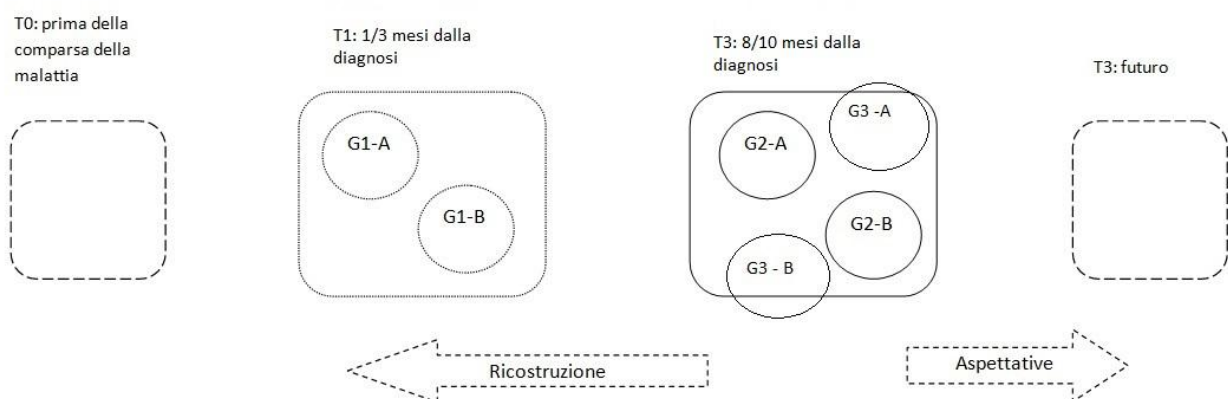 T0: prima della
comparsa della
malattia
T1: 1/3 mesi dalla
diagnosi
T3: 8/10 mesi dalla
diagnosi
T3: futuro
G1-A
G1-B
G2-A
G3 -A
G2-B
G3 - B
Ricostruzione
Aspettative